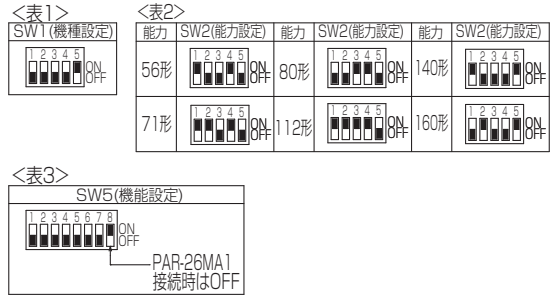 <表1>
SW1(機種設定)
1 2 3 4 5
ON
OFF
<表2>
能力 SW2(能力設定) 能力 SW2(能力設定) 能力 SW2(能力設定)
56形 1 2 3 4 5 ON OFF 80形 1 2 3 4 5 ON OFF 140形 1 2 3 4 5 ON OFF
71形 1 2 3 4 5 ON OFF 112形 1 2 3 4 5 ON OFF 160形 1 2 3 4 5 ON OFF
<表3>
SW5(機能設定)
1 2 3 4 5 6 7 8
ON
OFF
PAR-26MA1
接続時はOFF